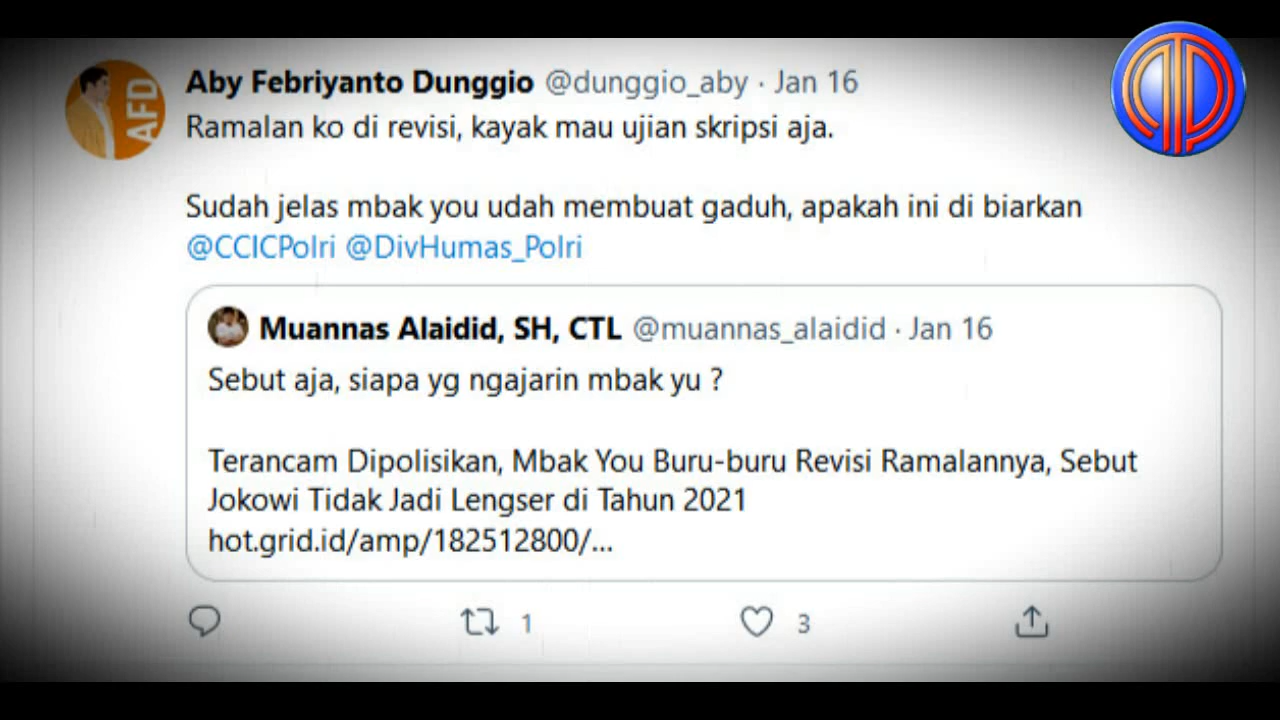 Aby Febriyanto Dunggio @dunggio_aby · Jan 16
Ramalan ko di revisi, kayak mau ujian skripsi aja.
Sudah jelas mbak you udah membuat gaduh, apakah ini di biarkan
@CCICPolri @DivHumas_Polri
Muannas Alaidid, SH, CTL @muannas_alaidid · Jan 16
Sebut aja, siapa yg ngajarin mbak yu ?
Terancam Dipolisikan, Mbak You Buru-buru Revisi Ramalannya, Sebut
Jokowi Tidak Jadi Lengser di Tahun 2021
hot.grid.id/amp/182512800/...
1
3
AFD